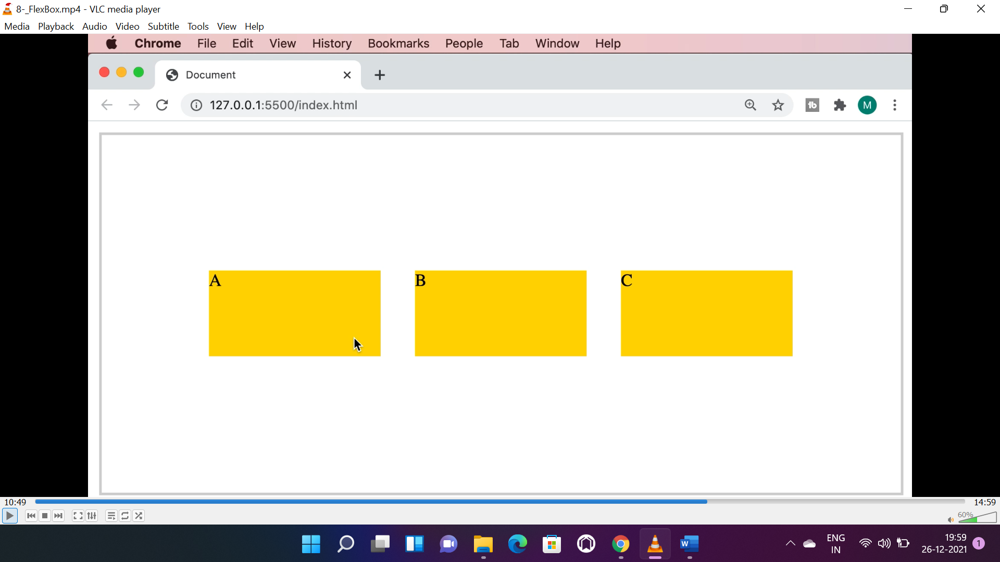 8-_FlexBox.mp4 - VLC media player
Media Playback Audio Video Subtitle Tools View Help
Chrome File Edit View History Bookmarks People Tab Window Help
Document
127.0.0.1:5500/index.html
tb
M
A B C
10:49 14:59
60%
W
ENG
IN
19:59
26-12-2021
1